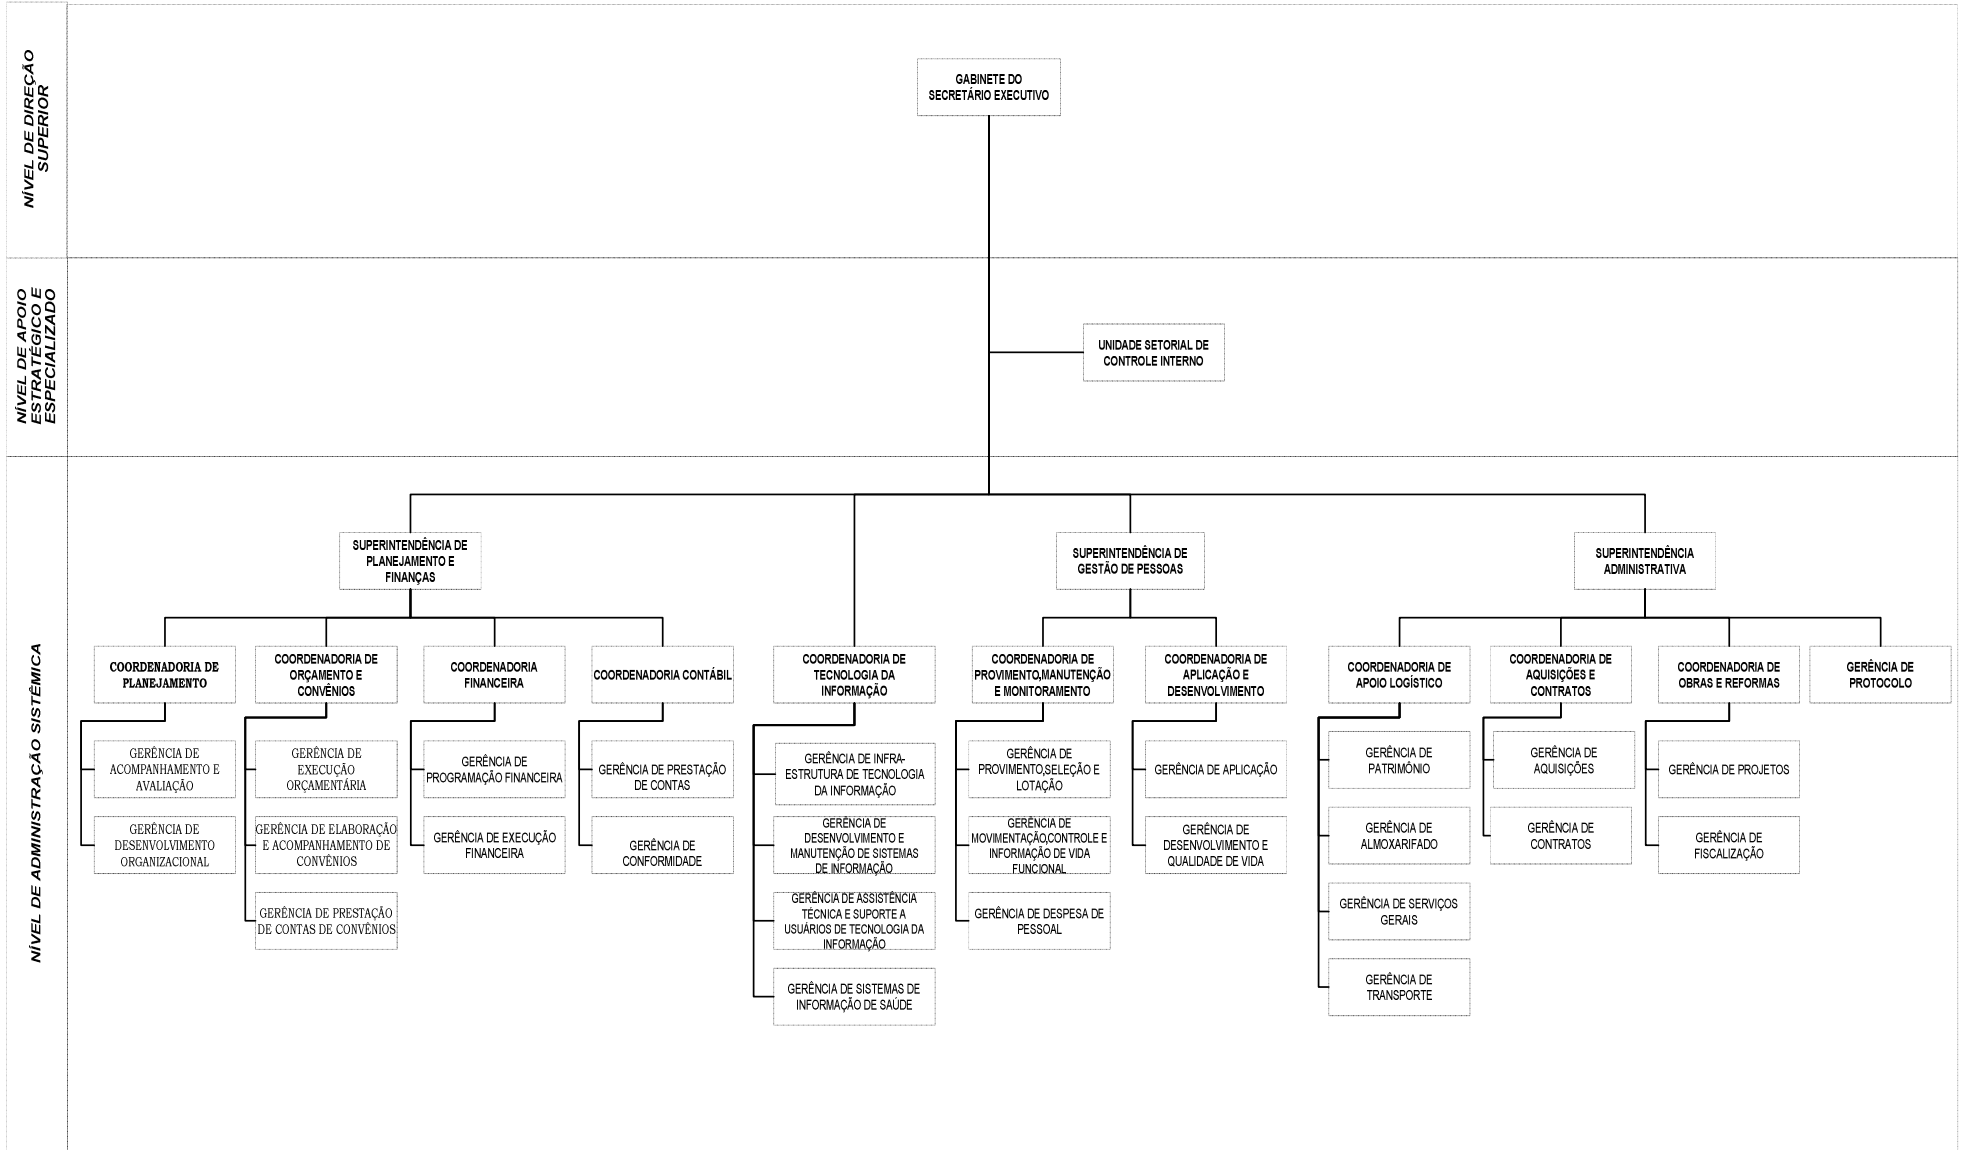 NÍVEL DE DIREÇÃO
SUPERIOR
GABINETE DO
SECRETÁRIO EXECUTIVO
NÍVEL DE APOIO
ESTRATÉGICO E
ESPECIALIZADO
UNIDADE SETORIAL DE
CONTROLE INTERNO
NÍVEL DE ADMINISTRAÇÃO SISTÊMICA
SUPERINTENDÊNCIA DE
PLANEJAMENTO E
FINANÇAS
SUPERINTENDÊNCIA DE
GESTÃO DE PESSOAS
SUPERINTENDÊNCIA
ADMINISTRATIVA
COORDENADORIA DE
PLANEJAMENTO
COORDENADORIA DE
ORÇAMENTO E
CONVÊNIOS
COORDENADORIA
FINANCEIRA
COORDENADORIA CONTÁBIL
COORDENADORIA DE
TECNOLOGIA DA
INFORMAÇÃO
COORDENADORIA DE
PROVIMENTO,MANUTENÇÃO
E MONITORAMENTO
COORDENADORIA DE
APLICAÇÃO E
DESENVOLVIMENTO
COORDENADORIA DE
APOIO LOGÍSTICO
COORDENADORIA DE
AQUISIÇÕES E
CONTRATOS
COORDENADORIA DE
OBRAS E REFORMAS
GERÊNCIA DE
PROTOCOLO
GERÊNCIA DE
ACOMPANHAMENTO E
AVALIAÇÃO
GERÊNCIA DE
DESENVOLVIMENTO
ORGANIZACIONAL
GERÊNCIA DE
EXECUÇÃO
ORÇAMENTÁRIA
GERÊNCIA DE ELABORAÇÃO
E ACOMPANHAMENTO DE
CONVÊNIOS
GERÊNCIA DE PRESTAÇÃO
DE CONTAS DE CONVÊNIOS
GERÊNCIA DE
PROGRAMAÇÃO FINANCEIRA
GERÊNCIA DE EXECUÇÃO
FINANCEIRA
GERÊNCIA DE PRESTAÇÃO
DE CONTAS
GERÊNCIA DE
CONFORMIDADE
GERÊNCIA DE INFRA-
ESTRUTURA DE TECNOLOGIA
DA INFORMAÇÃO
GERÊNCIA DE
DESENVOLVIMENTO E
MANUTENÇÃO DE SISTEMAS
DE INFORMAÇÃO
GERÊNCIA DE ASSISTÊNCIA
TÉCNICA E SUPORTE A
USUÁRIOS DE TECNOLOGIA DA
INFORMAÇÃO
GERÊNCIA DE SISTEMAS DE
INFORMAÇÃO DE SAÚDE
GERÊNCIA DE
PROVIMENTO,SELEÇÃO E
LOTAÇÃO
GERÊNCIA DE
MOVIMENTAÇÃO,CONTROLE E
INFORMAÇÃO DE VIDA
FUNCIONAL
GERÊNCIA DE DESPESA DE
PESSOAL
GERÊNCIA DE APLICAÇÃO
GERÊNCIA DE
DESENVOLVIMENTO E
QUALIDADE DE VIDA
GERÊNCIA DE
PATRIMÔNIO
GERÊNCIA DE
ALMOXARIFADO
GERÊNCIA DE SERVIÇOS
GERAIS
GERÊNCIA DE
TRANSPORTE
GERÊNCIA DE
AQUISIÇÕES
GERÊNCIA DE
CONTRATOS
GERÊNCIA DE PROJETOS
GERÊNCIA DE
FISCALIZAÇÃO